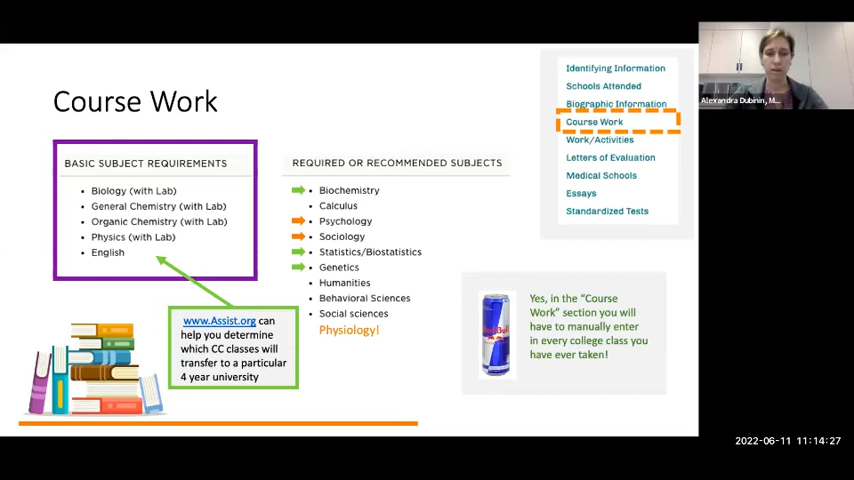 Course Work
BASIC SUBJECT REQUIREMENTS
• Biology (with Lab)
• General Chemistry (with Lab)
• Organic Chemistry (with Lab)
• Physics (with Lab)
• English
www.Assist.org can
help you determine
which CC classes will
transfer to a particular
4 year university
REQUIRED OR RECOMMENDED SUBJECTS
• Biochemistry
• Calculus
• Psychology
• Sociology
• Statistics/Biostatistics
• Genetics
• Humanities
• Behavioral Sciences
• Social sciences
Physiology!
Identifying Information
Schools Attended
Biographic Information
Course Work
Work/Activities
Letters of Evaluation
Medical Schools
Essays
Standardized Tests
Red Bull
Yes, in the “Course
Work” section you will
have to manually enter
in every college class you
have ever taken!
Alexandra Dubinin, M...
2022-06-11 11:14:27